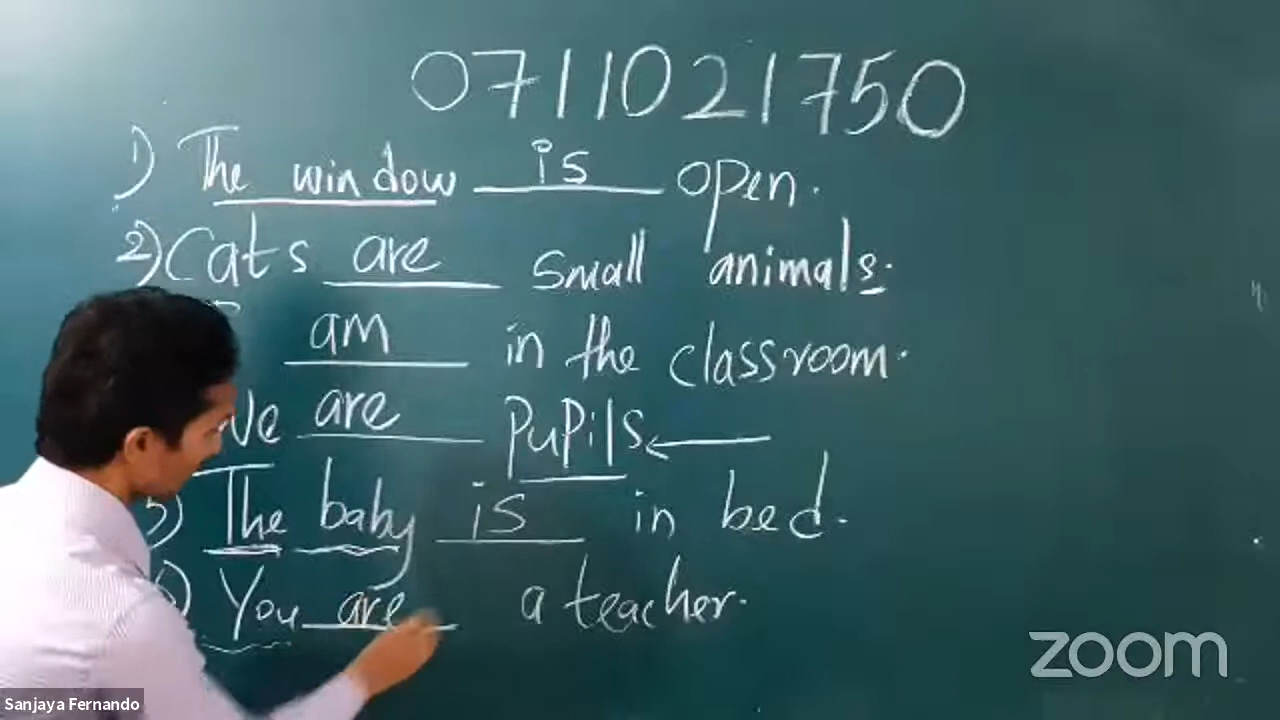 0711021750
1) The window is open.
2) Cats are small animals.
am in the classroom.
We are pupils
5) The baby is in bed.
You are a teacher.
zoom
Sanjaya Fernando